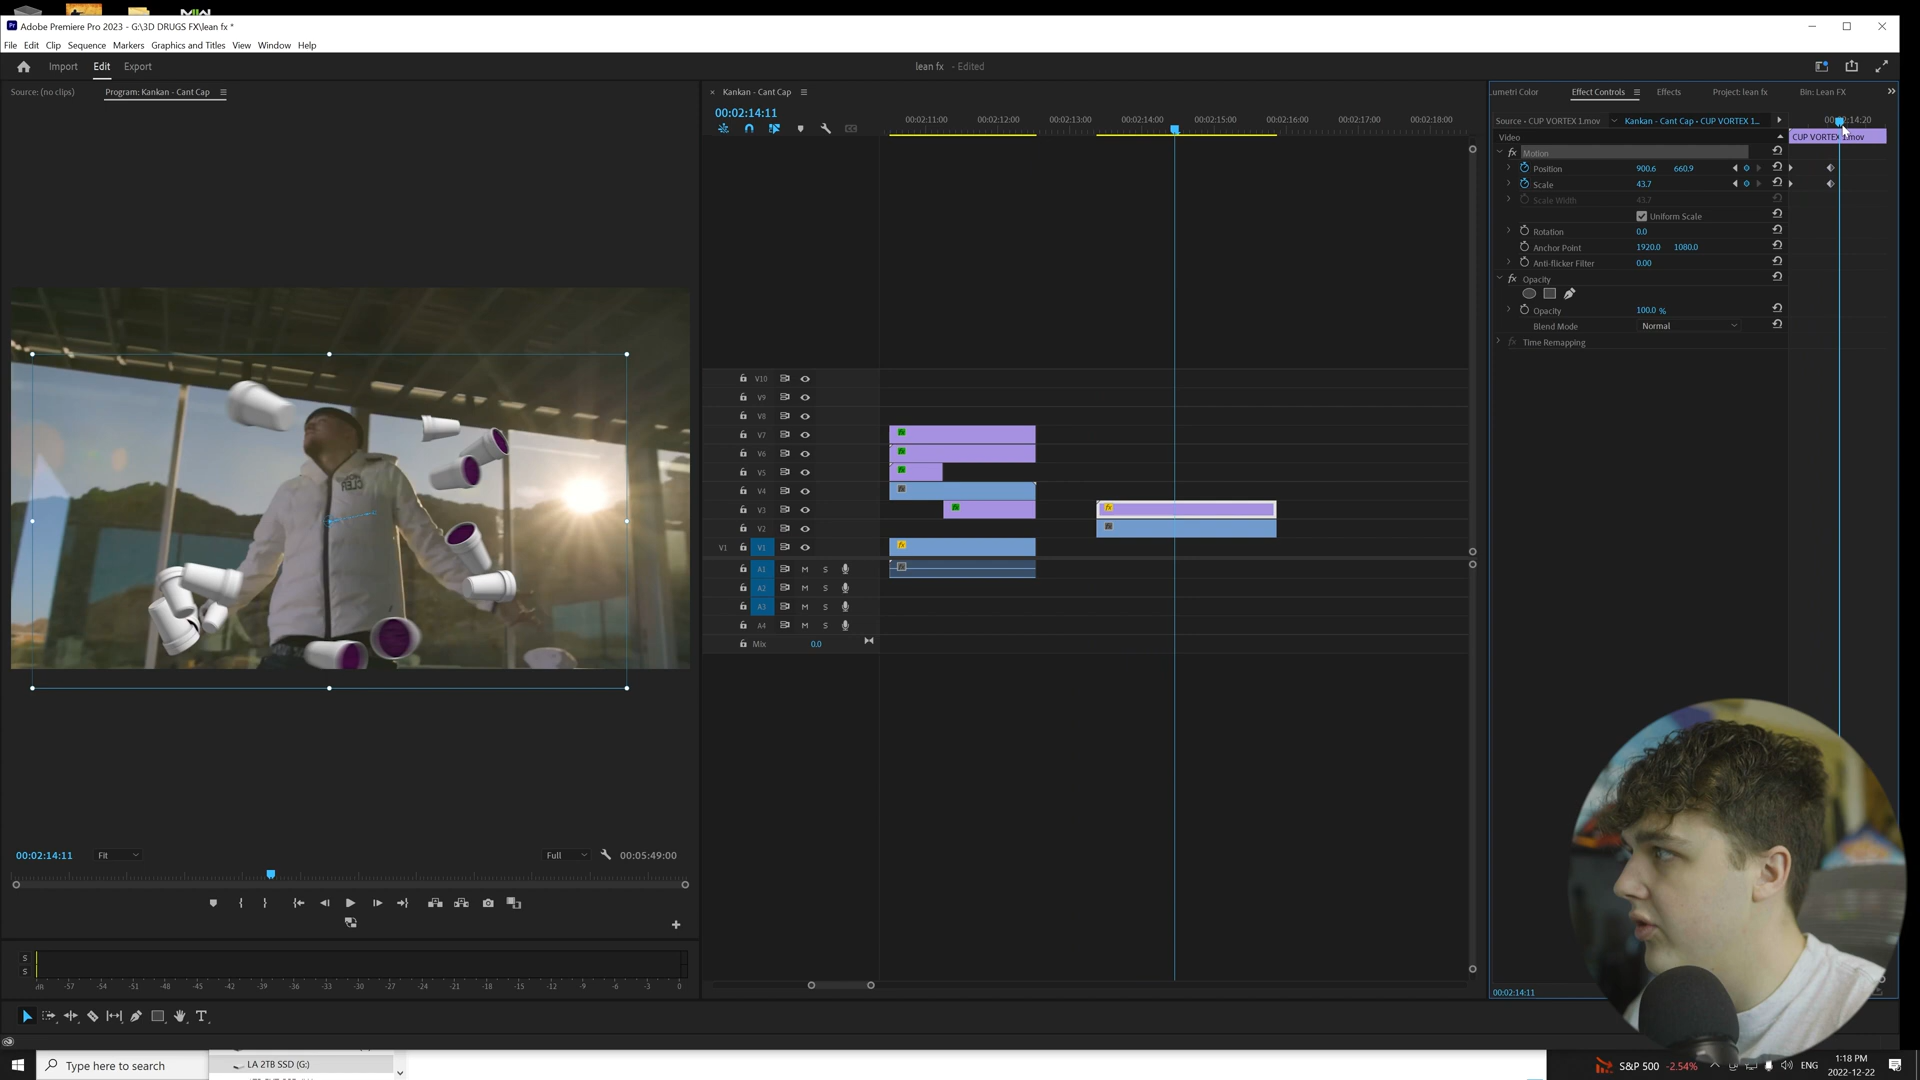 Adobe Premiere Pro 2023 - G:\3D DRUGS FX\lean fx *
File Edit Clip Sequence Markers Graphics and Titles View Window Help
Import Edit Export
lean fx - Edited
Source: (no clips) Program: Kankan - Cant Cap
× Kankan - Cant Cap
umetri Color Effect Controls Effects Project: lean fx Bin: Lean FX
00:02:14:11
00:02:11:00 00:02:12:00 00:02:13:00 00:02:14:00 00:02:15:00 00:02:16:00 00:02:17:00 00:02:18:00
Source • CUP VORTEX 1.mov Kankan - Cant Cap • CUP VORTEX 1...
Video
CUP VORTEX 1.mov
fx Motion
Position 900.6 660.9
Scale 43.7
Scale Width 43.7
Uniform Scale
Rotation 0.0
Anchor Point 1920.0 1080.0
Anti-flicker Filter 0.00
fx Opacity
Opacity 100.0 %
Blend Mode Normal
fx Time Remapping
V10
V9
V8
V7
V6
V5
V4
V3
V2
V1 V1
A1 M S
A2 M S
A3 M S
A4 M S
Mix 0.0
00:02:14:11 Fit Full 00:05:49:00
S
S
-57 -54 -51 -48 -45 -42 -39 -36 -33 -30 -27 -24 -21 -18 -15 -12 -9 -6 -3 0
00:02:14:11
Type here to search
LA 2TB SSD (G:)
S&P 500 -2.54%
ENG
1:18 PM
2022-12-22